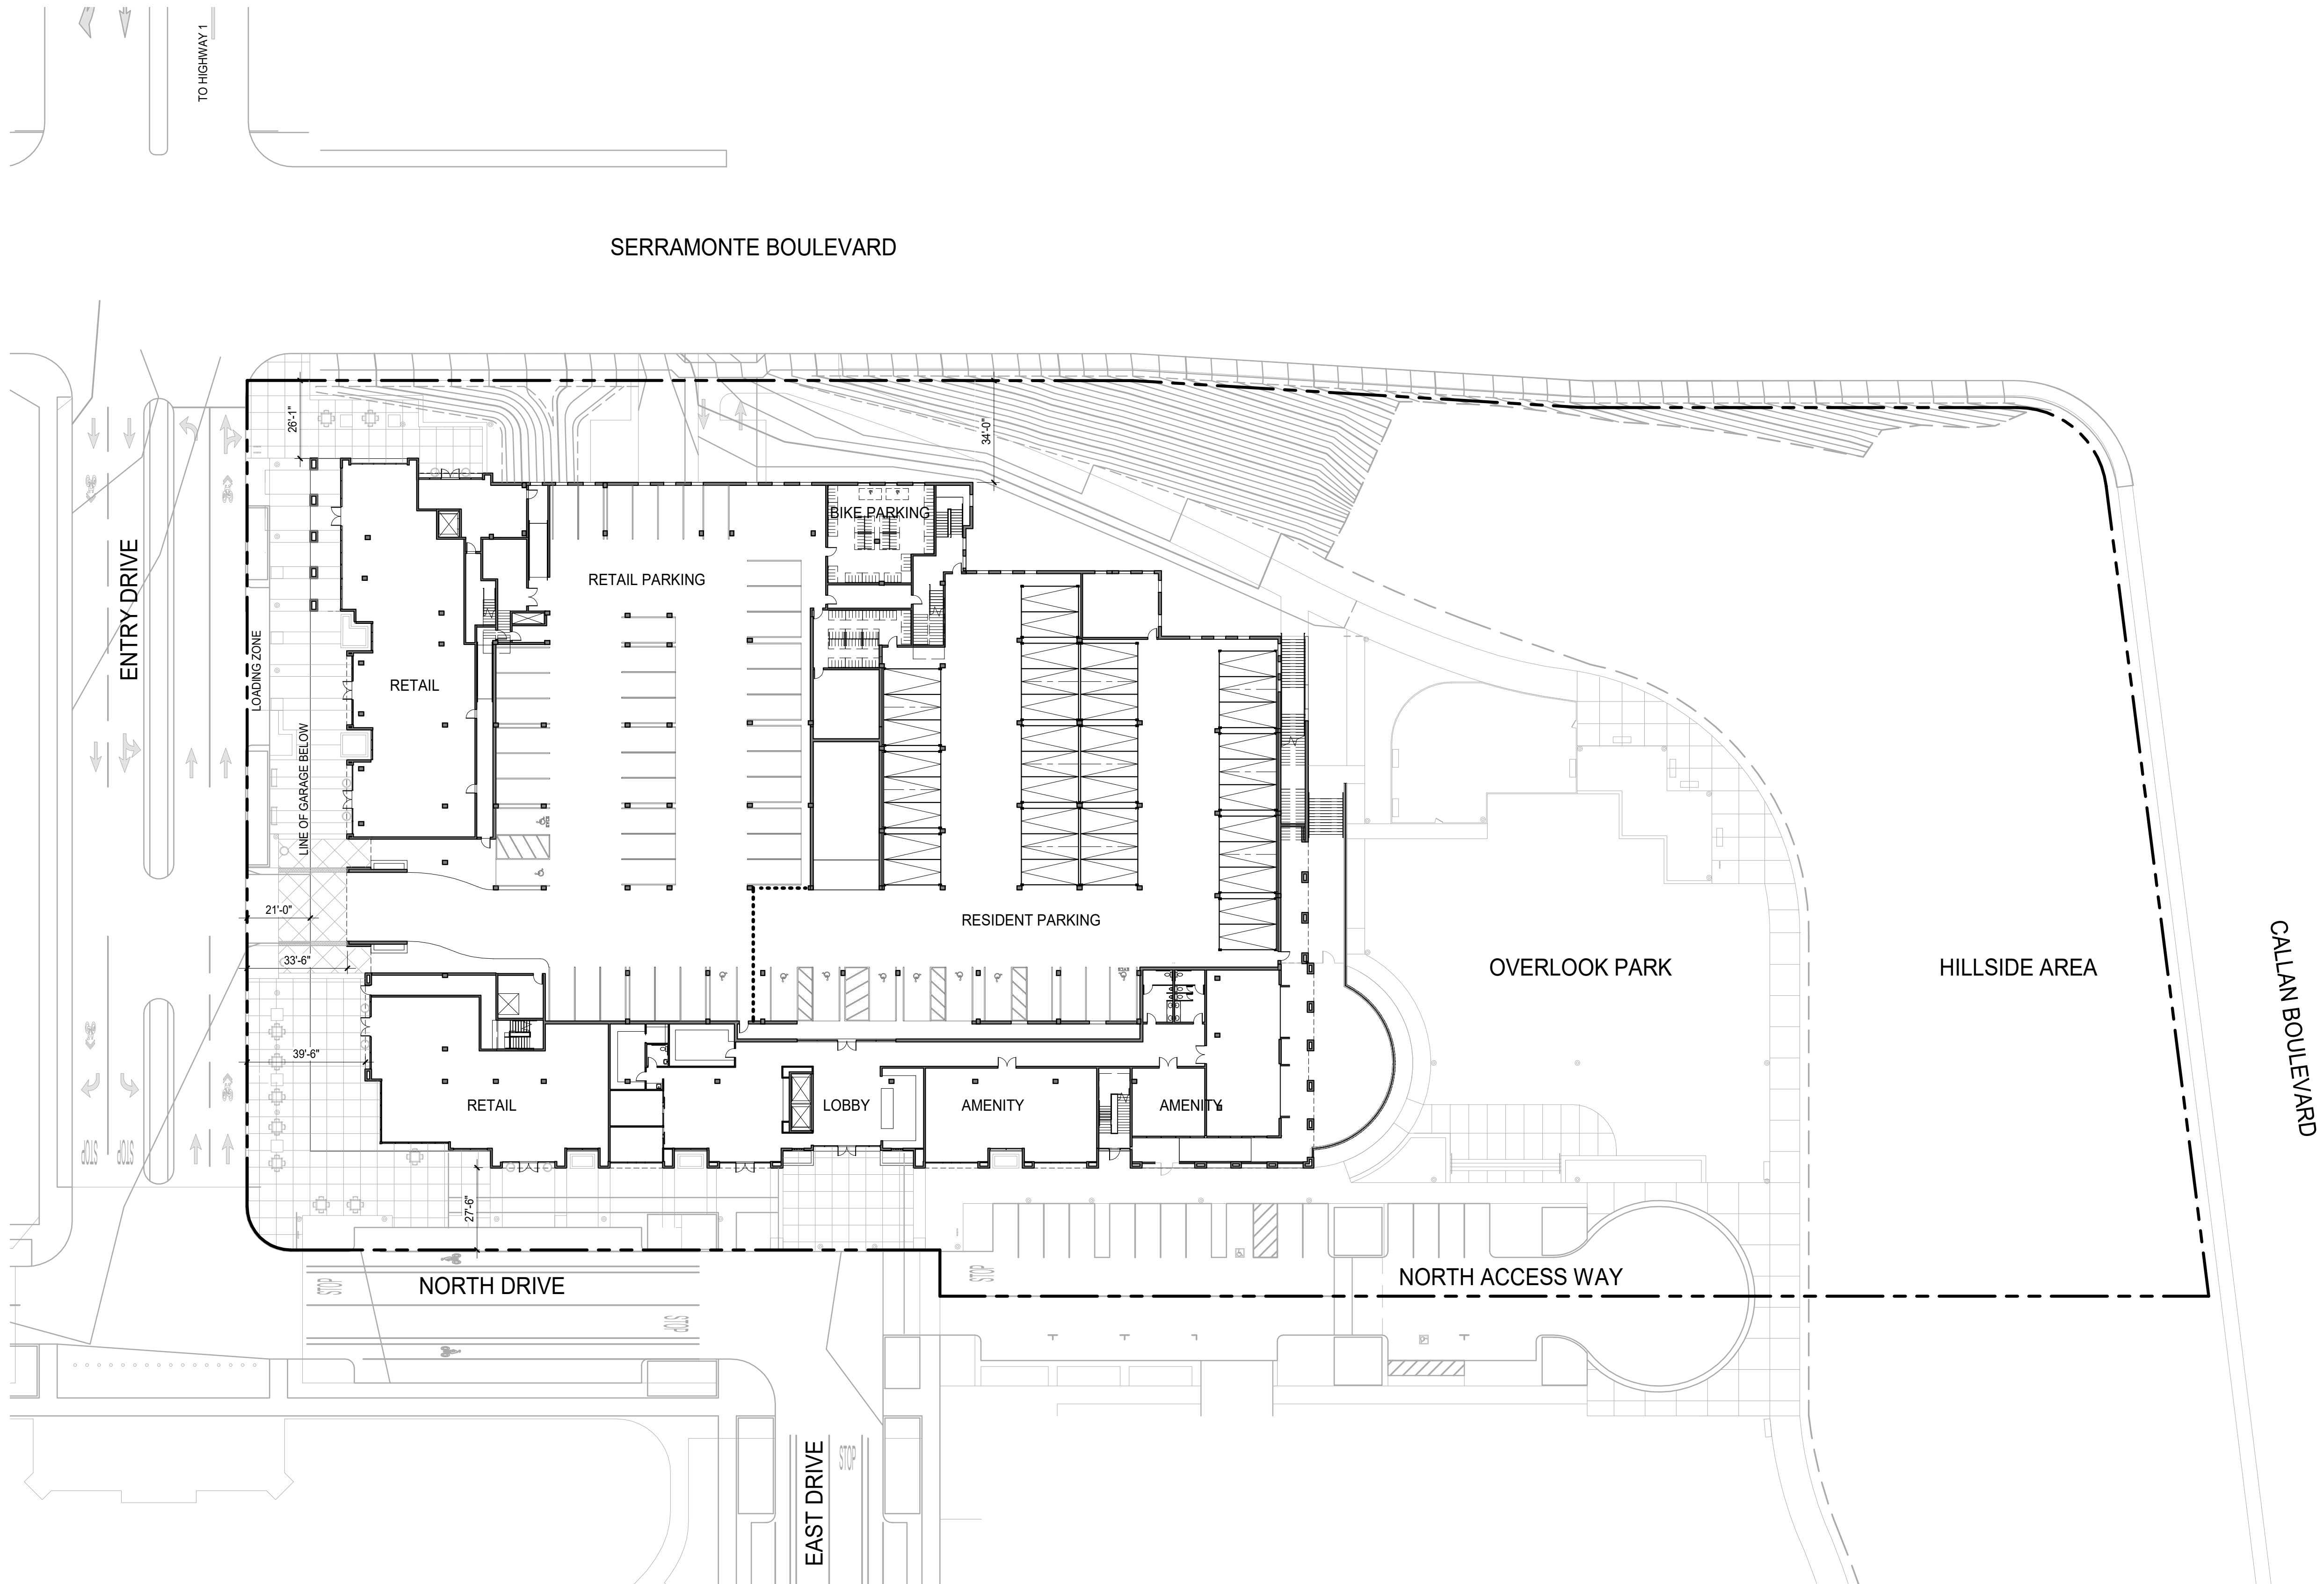 TO HIGHWAY 1
SERRAMONTE BOULEVARD
26'-1"
34'-0"
BIKE PARKING
RETAIL PARKING
ENTRY DRIVE
LOADING ZONE
RETAIL
LINE OF GARAGE BELOW
21'-0"
RESIDENT PARKING
33'-6"
OVERLOOK PARK
HILLSIDE AREA
CALLAN BOULEVARD
39'-6"
RETAIL
LOBBY
AMENITY
AMENITY
STOP
STOP
27'-6"
STOP
NORTH DRIVE
STOP
STOP
NORTH ACCESS WAY
EAST DRIVE
STOP